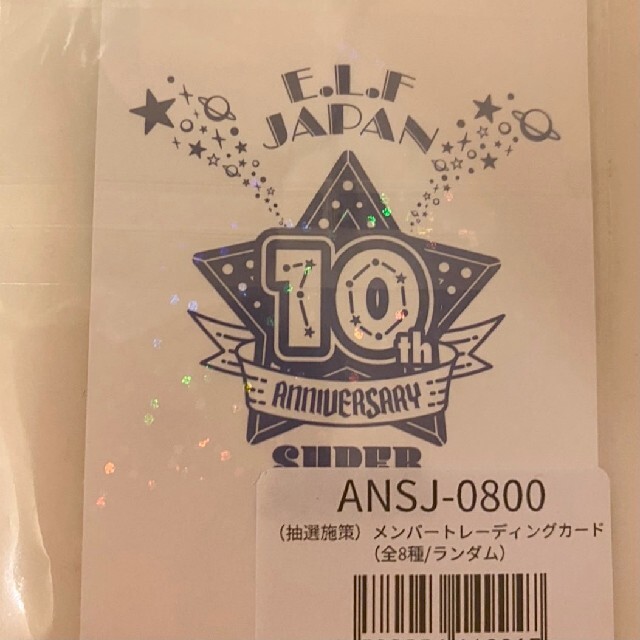 E.L.F
JAPAN
10th
ANNIVERSARY
SUPER
ANSJ-0800
(抽選施策) メンバートレーディングカード
(全8種/ランダム)